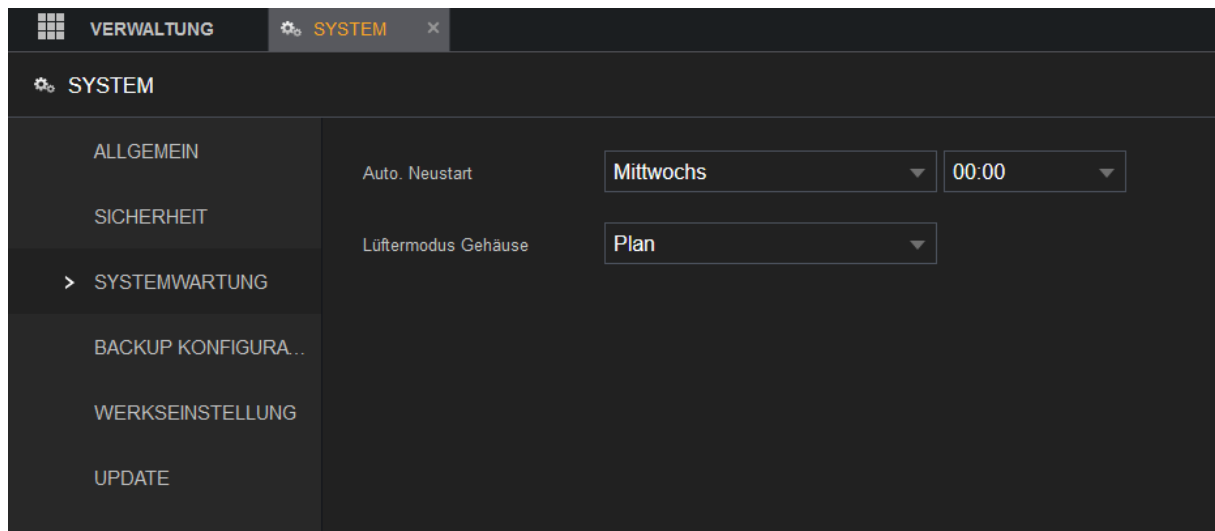 VERWALTUNG
SYSTEM ×
SYSTEM
ALLGEMEIN
SICHERHEIT
> SYSTEMWARTUNG
BACKUP KONFIGURA...
WERKSEINSTELLUNG
UPDATE
Auto. Neustart Mittwochs 00:00
Lüftermodus Gehäuse Plan